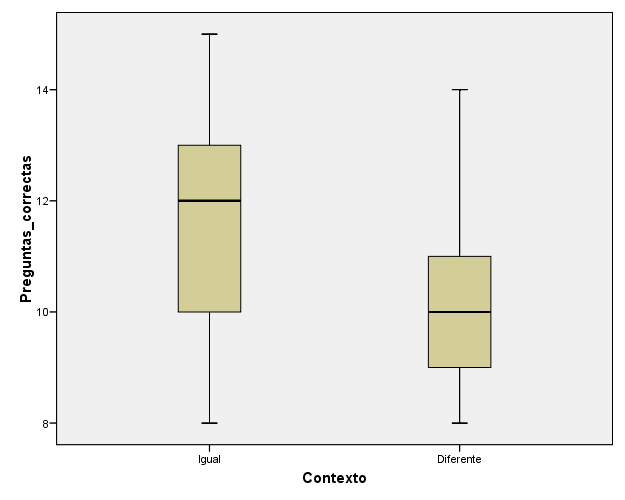 Preguntas_correctas
14
12
10
8
Igual
Diferente
Contexto